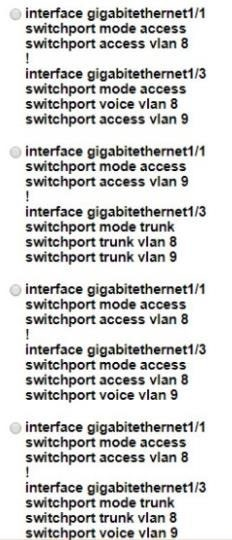 interface gigabitethernet1/1
switchport mode access
switchport access vlan 8
!
interface gigabitethernet1/3
switchport mode access
switchport voice vlan 8
switchport access vlan 9
interface gigabitethernet1/1
switchport mode access
switchport access vlan 9
!
interface gigabitethernet1/3
switchport mode trunk
switchport trunk vlan 8
switchport trunk vlan 9
interface gigabitethernet1/1
switchport mode access
switchport access vlan 8
!
interface gigabitethernet1/3
switchport mode access
switchport access vlan 8
switchport voice vlan 9
interface gigabitethernet1/1
switchport mode access
switchport access vlan 8
!
interface gigabitethernet1/3
switchport mode trunk
switchport trunk vlan 8
switchport voice vlan 9